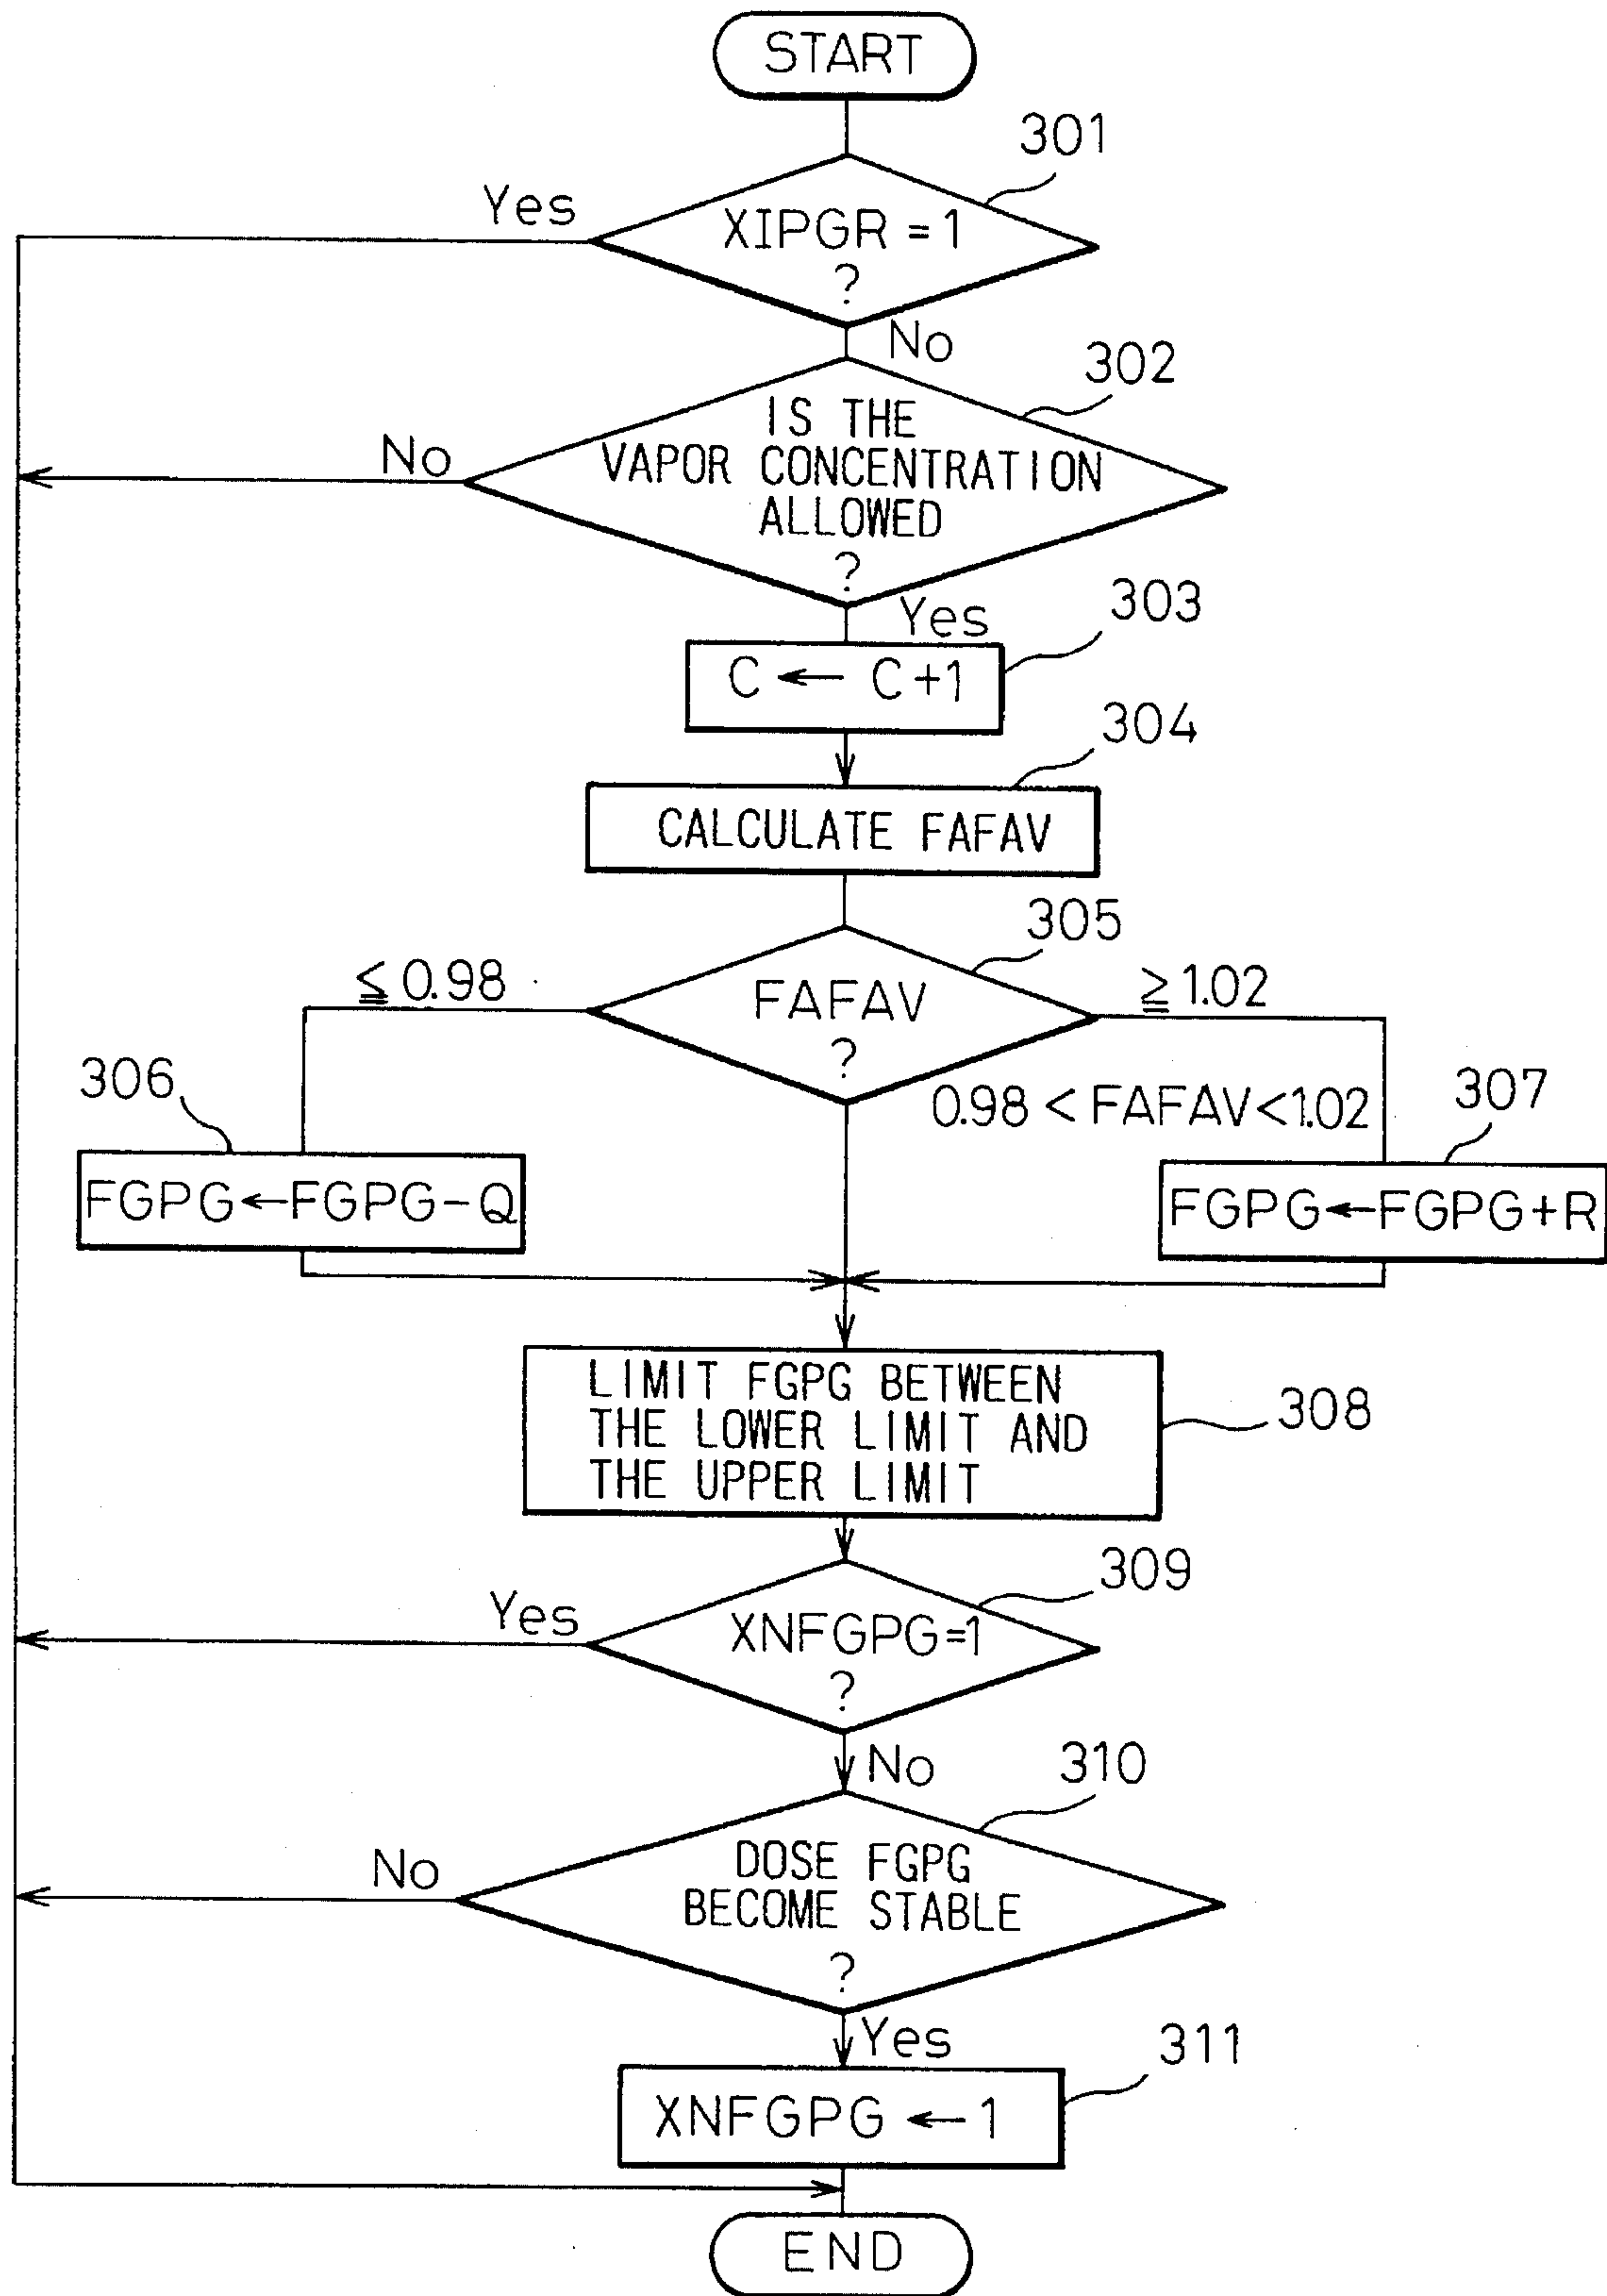 START
301
Yes
XIPGR = 1
?
No
302
IS THE
VAPOR CONCENTRATION
ALLOWED
?
No
Yes
303
C ← C+1
304
CALCULATE FAFAV
305
≦ 0.98
FAFAV
?
≧ 1.02
0.98 < FAFAV < 1.02
306
307
FGPG ← FGPG – Q
FGPG ← FGPG + R
LIMIT FGPG BETWEEN
THE LOWER LIMIT AND
THE UPPER LIMIT
308
309
Yes
XNFGPG=1
?
No
310
No
DOSE FGPG
BECOME STABLE
?
Yes
311
XNFGPG ← 1
END